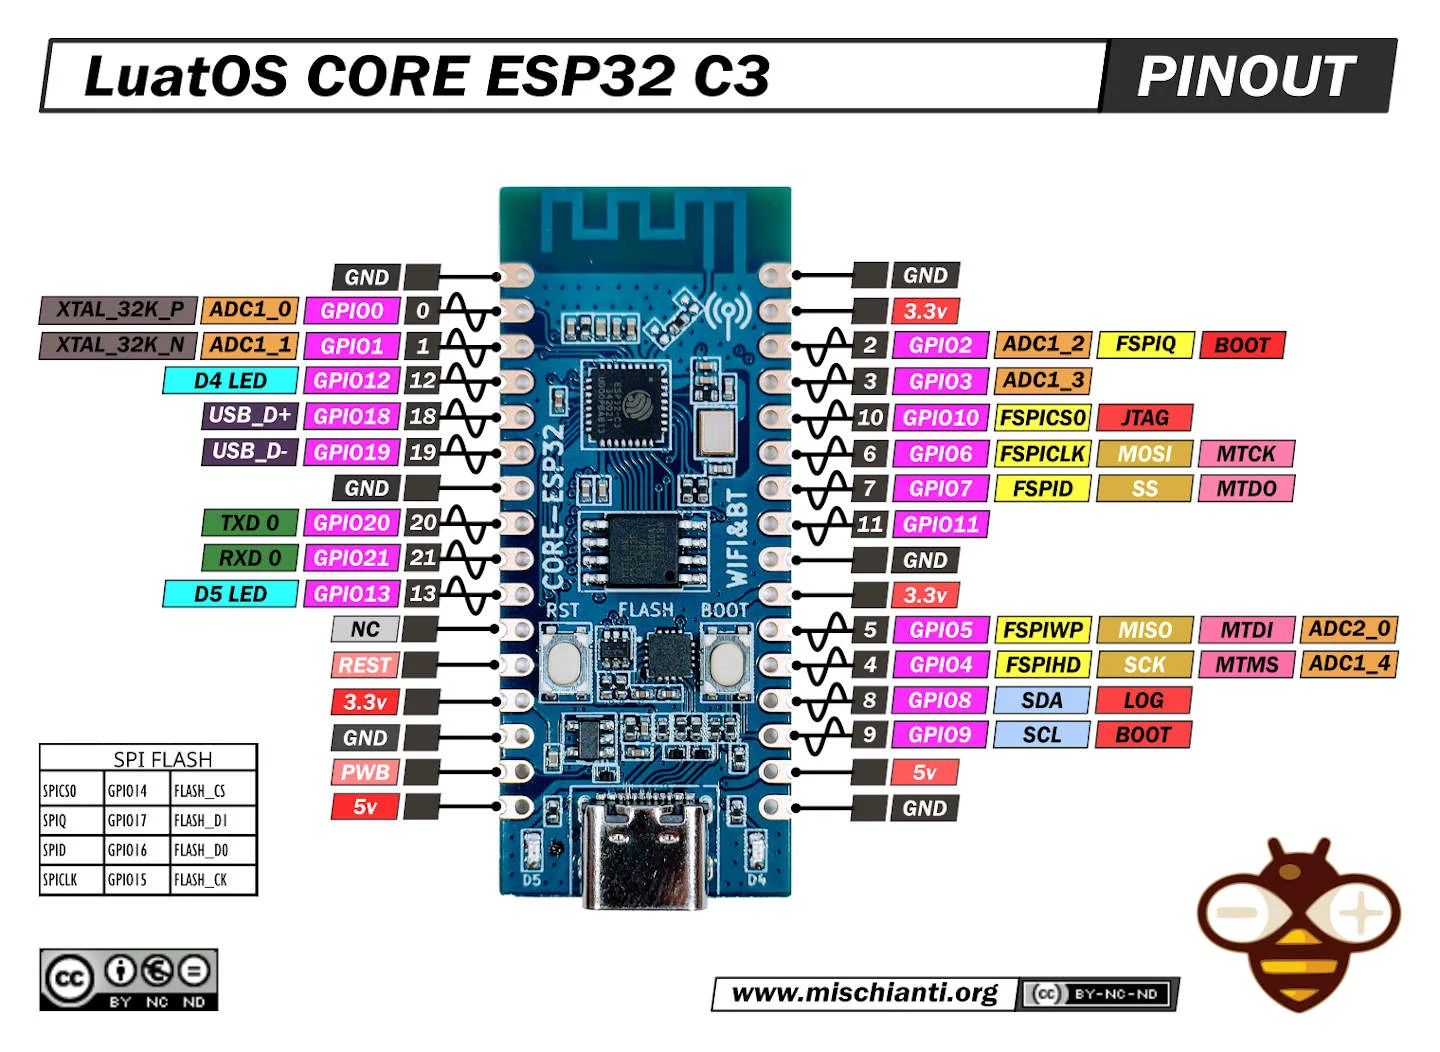 LuatOS CORE ESP32 C3 PINOUT
GND
XTAL_32K_P ADC1_0 GPIO0 0
XTAL_32K_N ADC1_1 GPIO1 1
D4 LED GPIO12 12
USB_D+ GPIO18 18
USB_D- GPIO19 19
GND
TXD 0 GPIO20 20
RXD 0 GPIO21 21
D5 LED GPIO13 13
NC
REST
3.3v
GND
PWB
5v
CORE-ESP32
WIFI&BT
RST FLASH BOOT
D5 D4
GND
3.3v
2 GPIO2 ADC1_2 FSPIQ BOOT
3 GPIO3 ADC1_3
10 GPIO10 FSPICS0 JTAG
6 GPIO6 FSPICLK MOSI MTCK
7 GPIO7 FSPID SS MTDO
11 GPIO11
GND
3.3v
5 GPIO5 FSPIWP MISO MTDI ADC2_0
4 GPIO4 FSPIHD SCK MTMS ADC1_4
8 GPIO8 SDA LOG
9 GPIO9 SCL BOOT
5v
GND
SPI FLASH
SPICS0 GPIO14 FLASH_CS
SPIQ GPIO17 FLASH_D1
SPID GPIO16 FLASH_D0
SPICLK GPIO15 FLASH_CK
cc BY NC ND
www.mischianti.org (cc) BY-NC-ND